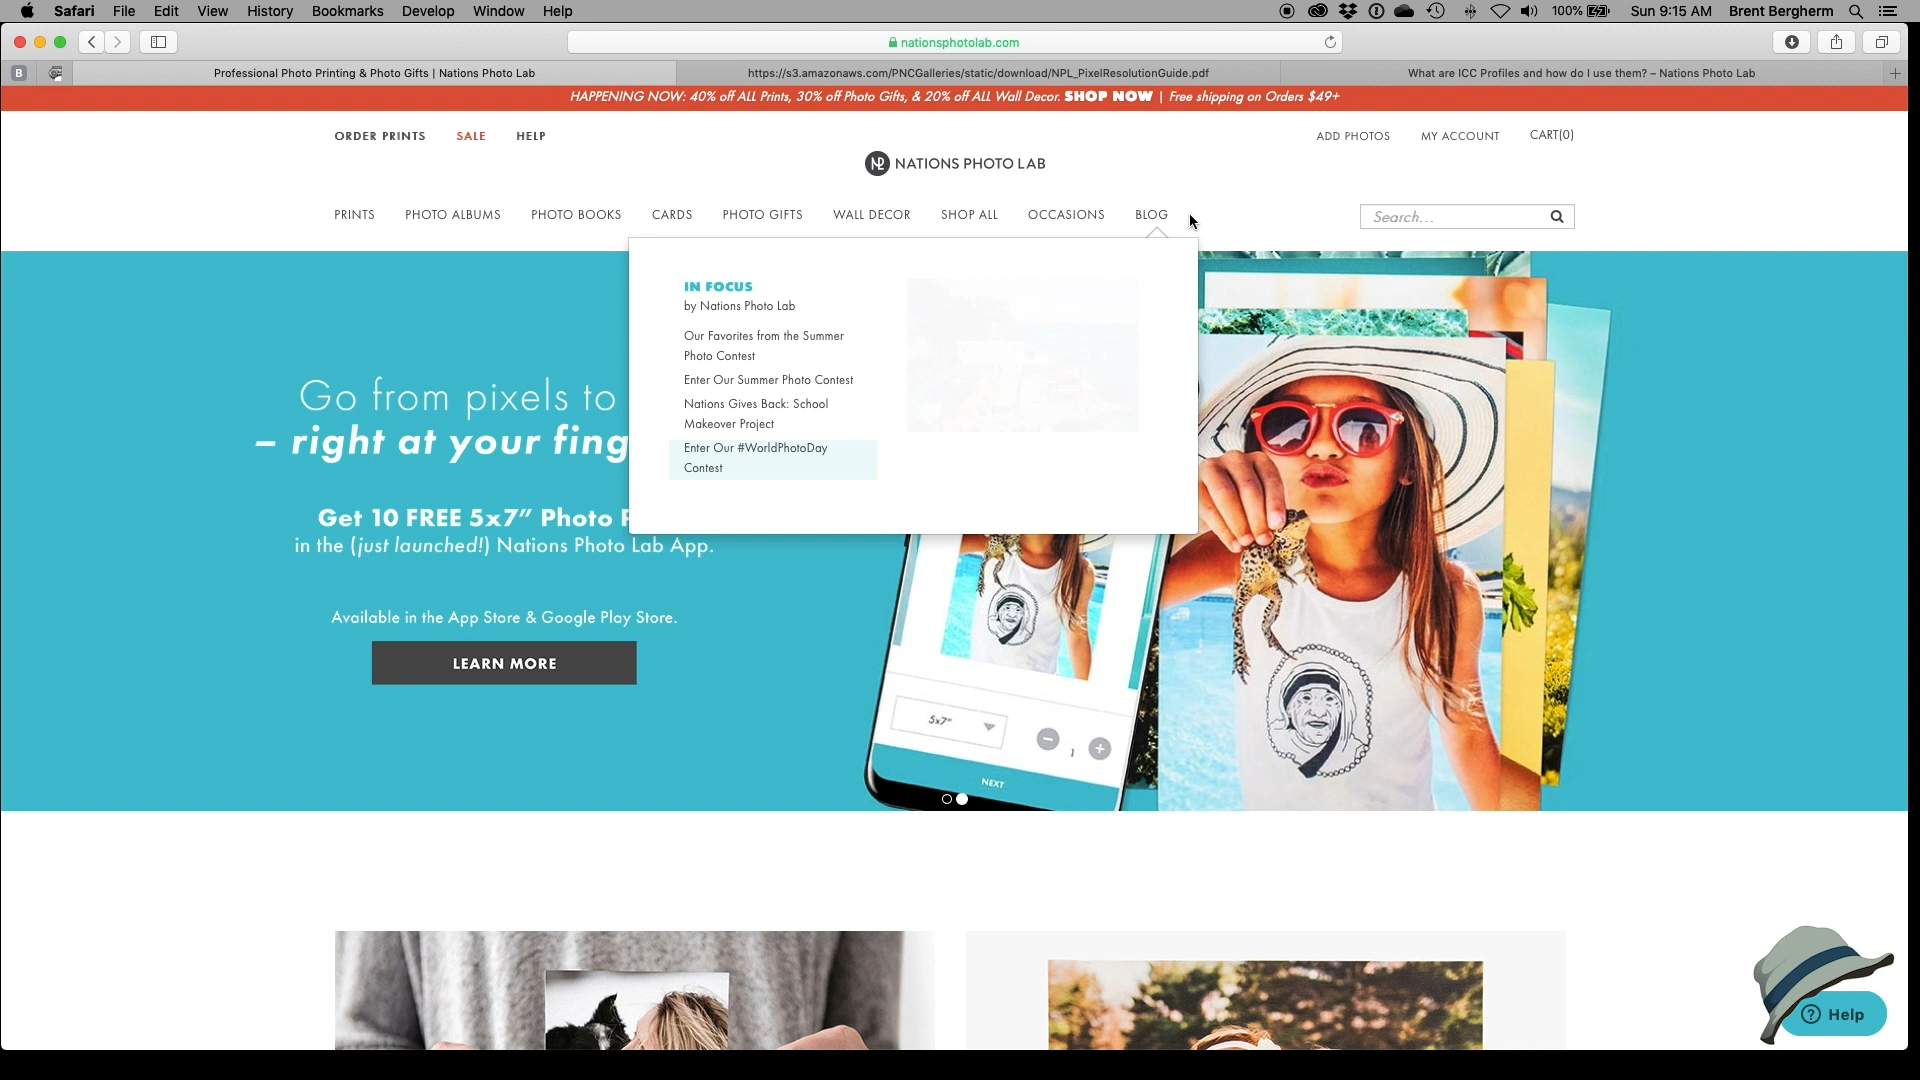 Safari File Edit View History Bookmarks Develop Window Help 100% Sun 9:15 AM Brent Bergherm
nationsphotolab.com
B Professional Photo Printing & Photo Gifts | Nations Photo Lab https://s3.amazonaws.com/PNCGalleries/static/download/NPL_PixelResolutionGuide.pdf What are ICC Profiles and how do I use them? – Nations Photo Lab
HAPPENING NOW: 40% off ALL Prints, 30% off Photo Gifts, & 20% off ALL Wall Decor. SHOP NOW | Free shipping on Orders $49+
ORDER PRINTS SALE HELP ADD PHOTOS MY ACCOUNT CART(0)
NATIONS PHOTO LAB
PRINTS PHOTO ALBUMS PHOTO BOOKS CARDS PHOTO GIFTS WALL DECOR SHOP ALL OCCASIONS BLOG Search...
IN FOCUS
by Nations Photo Lab
Our Favorites from the Summer
Photo Contest
Enter Our Summer Photo Contest
Nations Gives Back: School
Makeover Project
Enter Our #WorldPhotoDay
Contest
Go from pixels to
– right at your fing
Get 10 FREE 5x7” Photo
in the (just launched!) Nations Photo Lab App.
Available in the App Store & Google Play Store.
LEARN MORE
5x7"
1
NEXT
Help